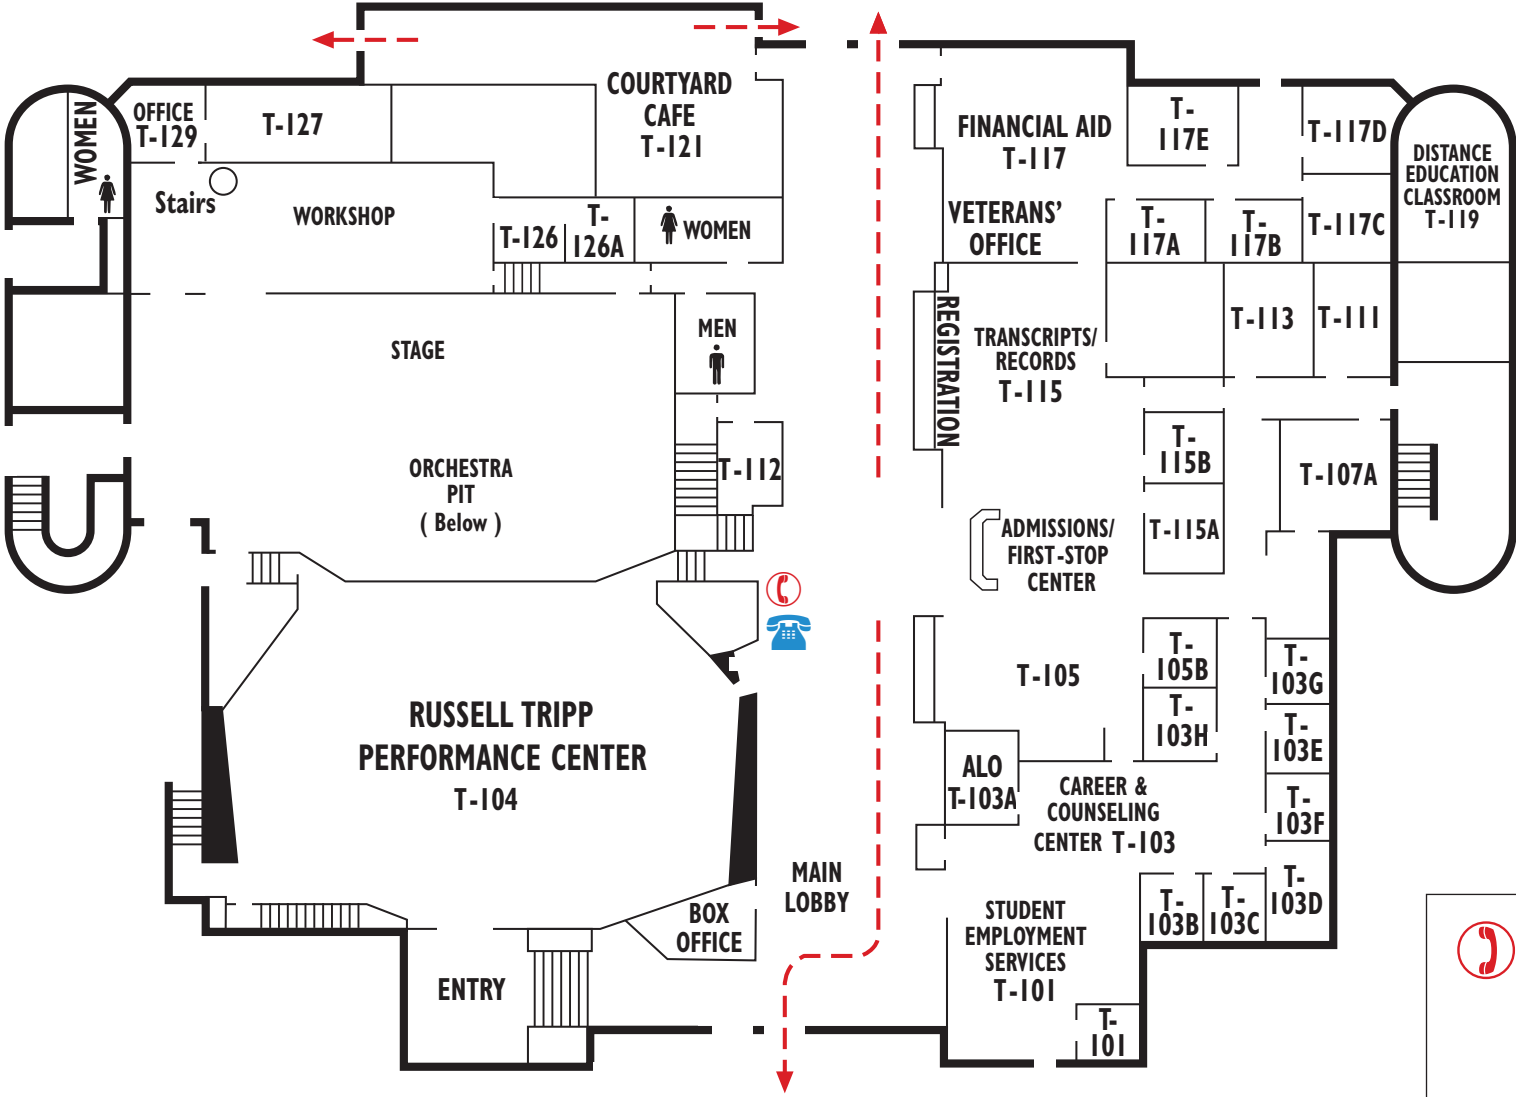 WOMEN
OFFICE
T-129
T-127
COURTYARD
CAFE
T-121
Stairs
WORKSHOP
T-126
T-
126A
WOMEN
STAGE
MEN
ORCHESTRA
PIT
( Below )
T-112
RUSSELL TRIPP
PERFORMANCE CENTER
T-104
MAIN
LOBBY
BOX
OFFICE
ENTRY
FINANCIAL AID
T-117
T-
117E
T-117D
DISTANCE
EDUCATION
CLASSROOM
T-119
VETERANS'
OFFICE
T-
117A
T-
117B
T-117C
REGISTRATION
TRANSCRIPTS/
RECORDS
T-115
T-113
T-111
T-
115B
T-107A
T-115A
ADMISSIONS/
FIRST-STOP
CENTER
T-105
T-
105B
T-
103G
T-
103H
T-
103E
ALO
T-103A
CAREER &
COUNSELING
CENTER T-103
T-
103F
T-
103D
T-
103B
T-
103C
STUDENT
EMPLOYMENT
SERVICES
T-101
T-
101